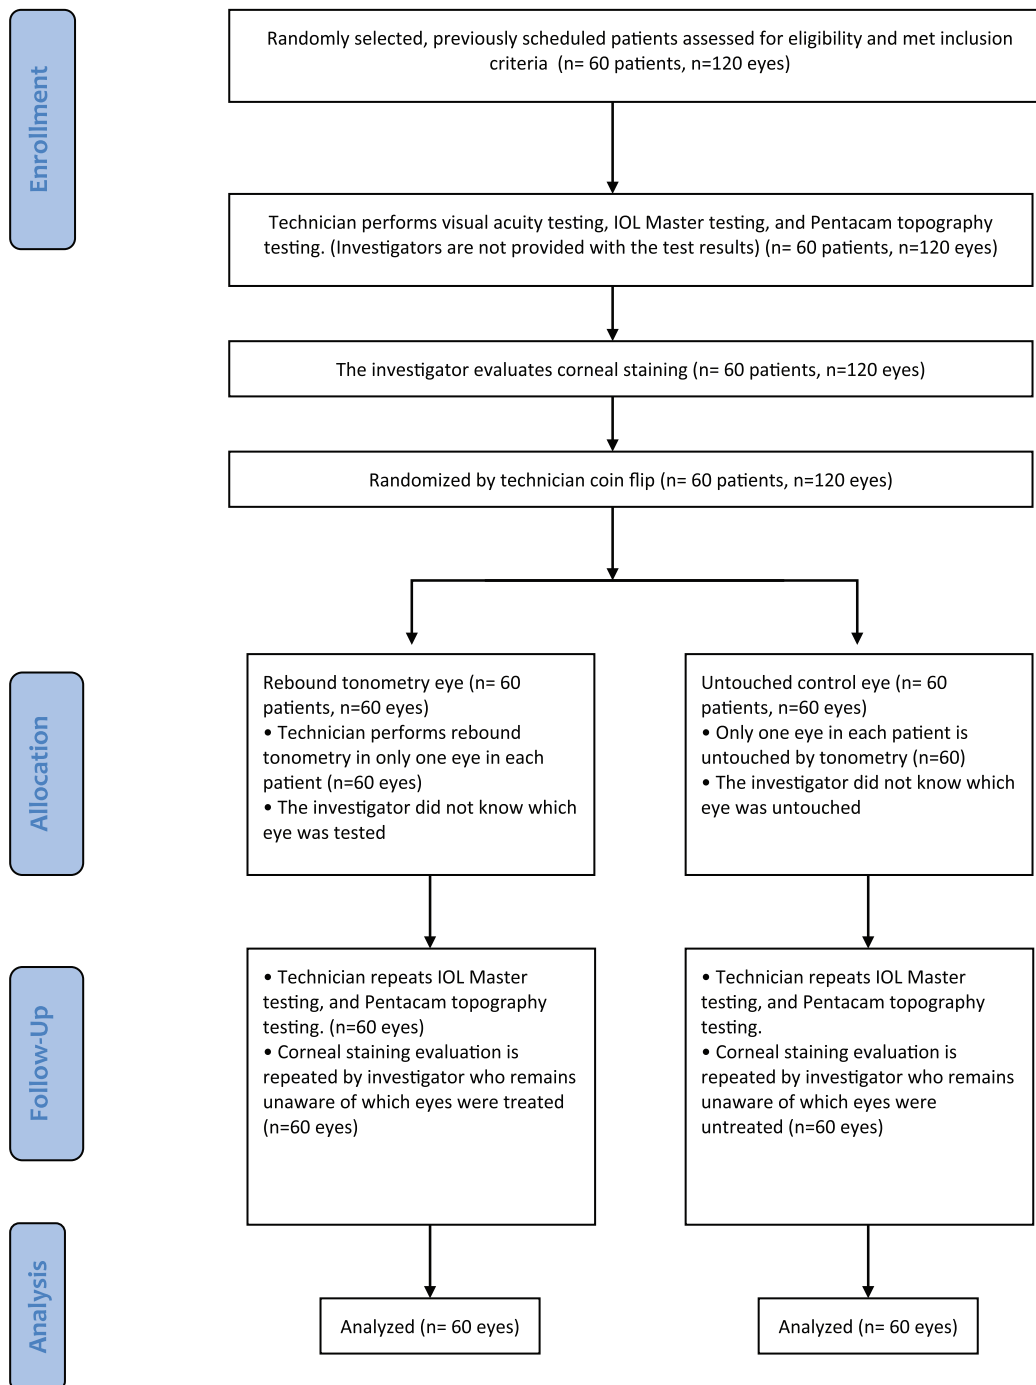 Enrollment
Randomly selected, previously scheduled patients assessed for eligibility and met inclusion
criteria (n= 60 patients, n=120 eyes)
Technician performs visual acuity testing, IOL Master testing, and Pentacam topography
testing. (Investigators are not provided with the test results) (n= 60 patients, n=120 eyes)
The investigator evaluates corneal staining (n= 60 patients, n=120 eyes)
Randomized by technician coin flip (n= 60 patients, n=120 eyes)
Allocation
Rebound tonometry eye (n= 60
patients, n=60 eyes)
• Technician performs rebound
tonometry in only one eye in each
patient (n=60 eyes)
• The investigator did not know which
eye was tested
Untouched control eye (n= 60
patients, n=60 eyes)
• Only one eye in each patient is
untouched by tonometry (n=60)
• The investigator did not know which
eye was untouched
Follow-Up
• Technician repeats IOL Master
testing, and Pentacam topography
testing. (n=60 eyes)
• Corneal staining evaluation is
repeated by investigator who remains
unaware of which eyes were treated
(n=60 eyes)
• Technician repeats IOL Master
testing, and Pentacam topography
testing.
• Corneal staining evaluation is
repeated by investigator who remains
unaware of which eyes were
untreated (n=60 eyes)
Analysis
Analyzed (n= 60 eyes)
Analyzed (n= 60 eyes)